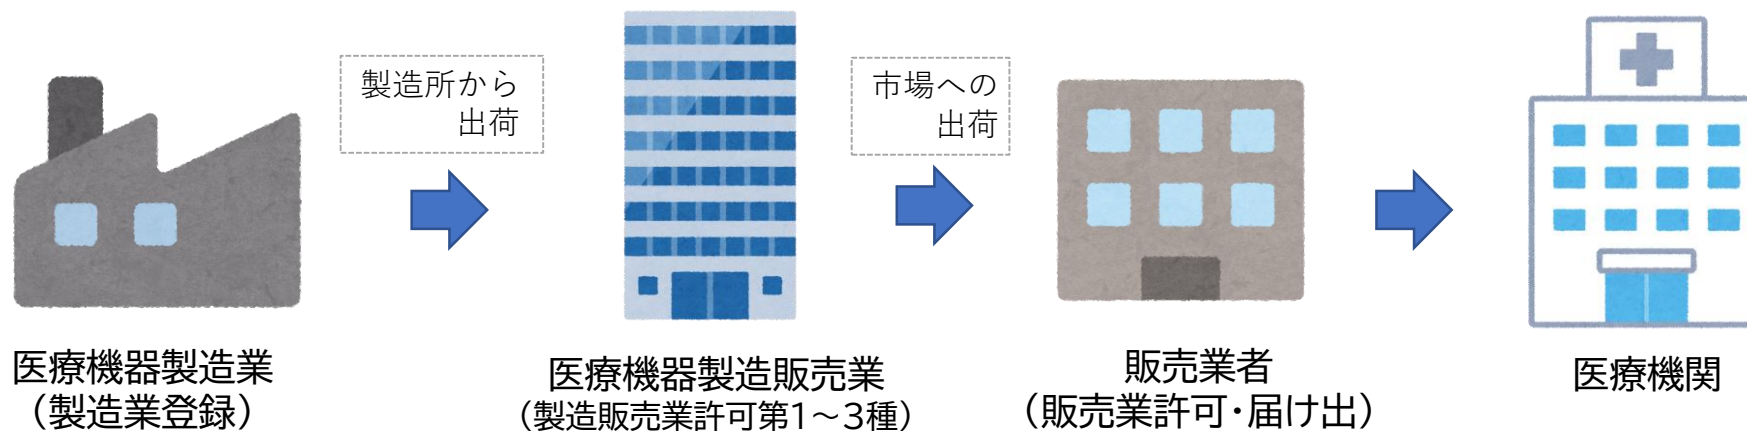 製造所から
出荷
市場への
出荷
医療機器製造業
（製造業登録）
医療機器製造販売業
（製造販売業許可第1～3種）
販売業者
（販売業許可・届け出）
医療機関